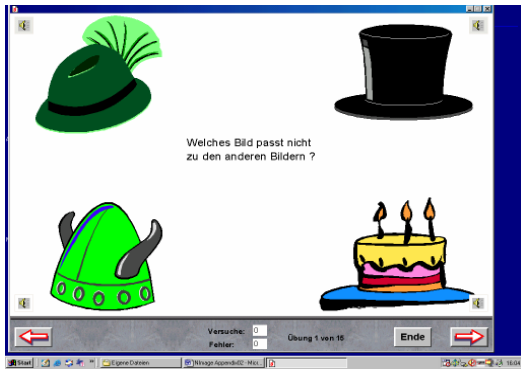 Welches Bild passt nicht
zu den anderen Bildern ?
Versuche: 0
Fehler: 0
Übung 1 von 15
Ende
Start
Eigene Dateien
16:04